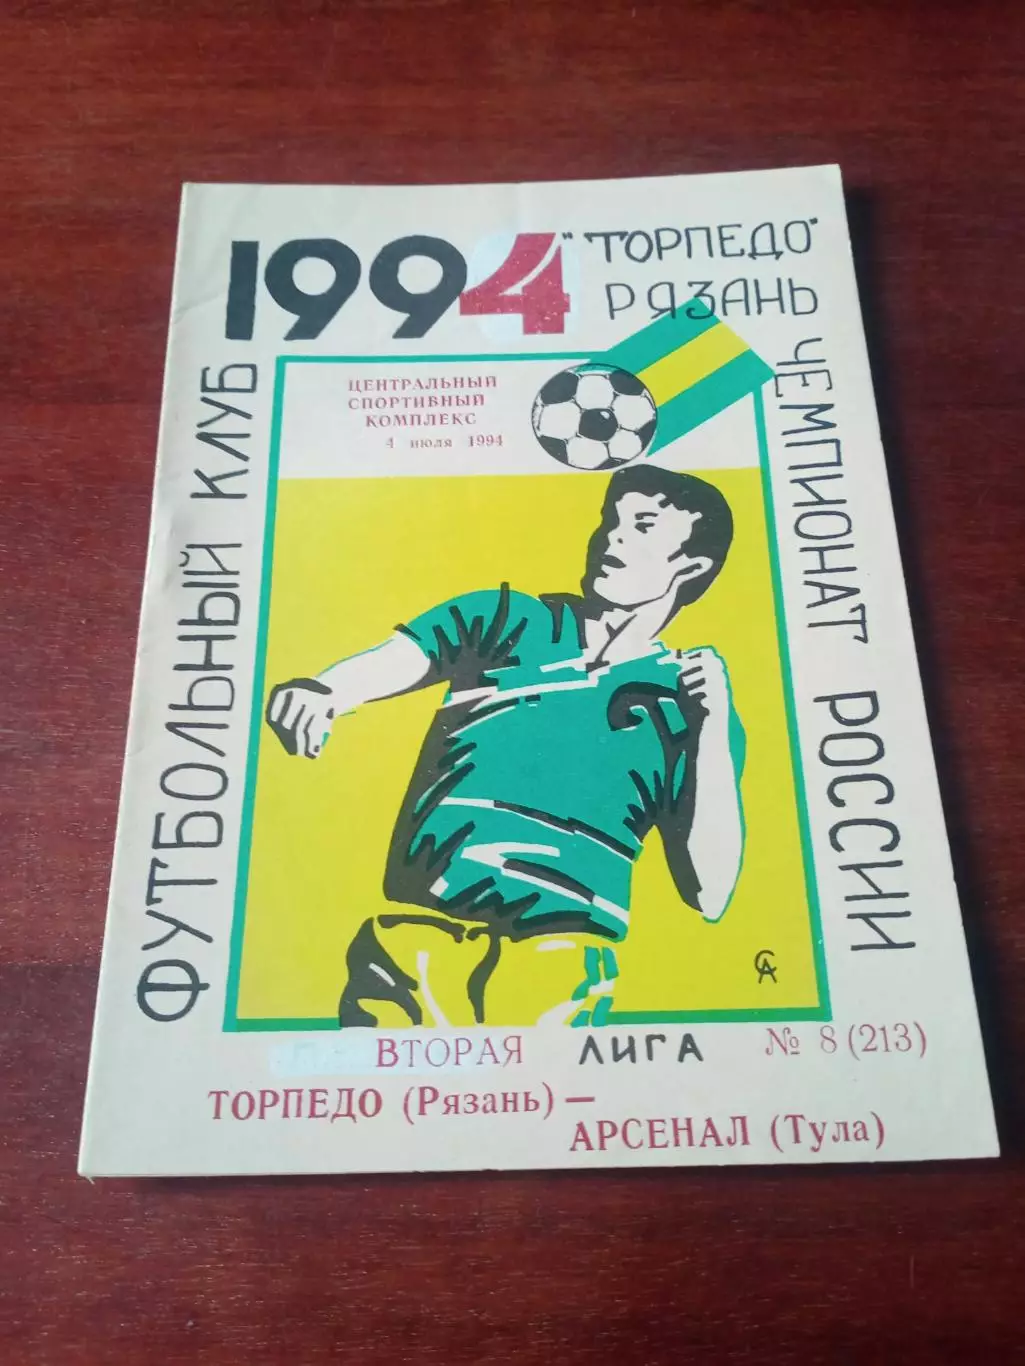 1994 "ТОРПЕДО"
РЯЗАНЬ
ФУТБОЛЬНЫЙ КЛУБ
ЧЕМПИОНАТ РОССИИ
ЦЕНТРАЛЬНЫЙ
СПОРТИВНЫЙ
КОМПЛЕКС
4 июля 1994
СА
ВТОРАЯ ЛИГА № 8 (213)
ТОРПЕДО (Рязань) —
АРСЕНАЛ (Тула)